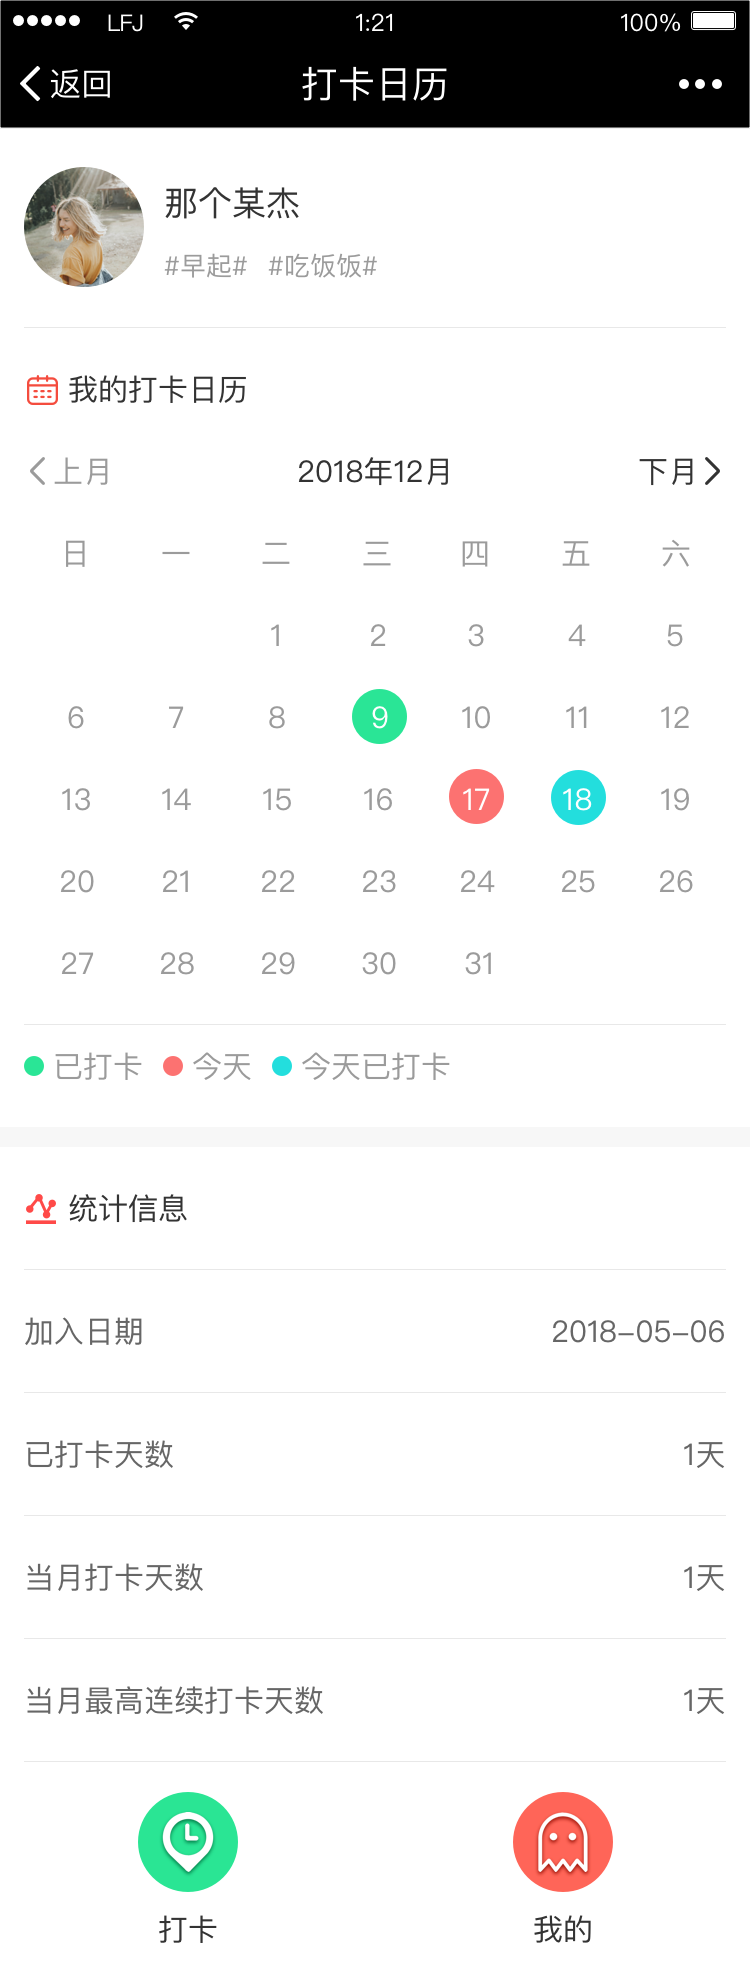 LFJ 1:21 100%
返回 打卡日历
那个某杰
#早起# #吃饭饭#
我的打卡日历
上月 2018年12月 下月
日 一 二 三 四 五 六
1 2 3 4 5
6 7 8 9 10 11 12
13 14 15 16 17 18 19
20 21 22 23 24 25 26
27 28 29 30 31
已打卡 今天 今天已打卡
统计信息
加入日期 2018-05-06
已打卡天数 1天
当月打卡天数 1天
当月最高连续打卡天数 1天
打卡 我的